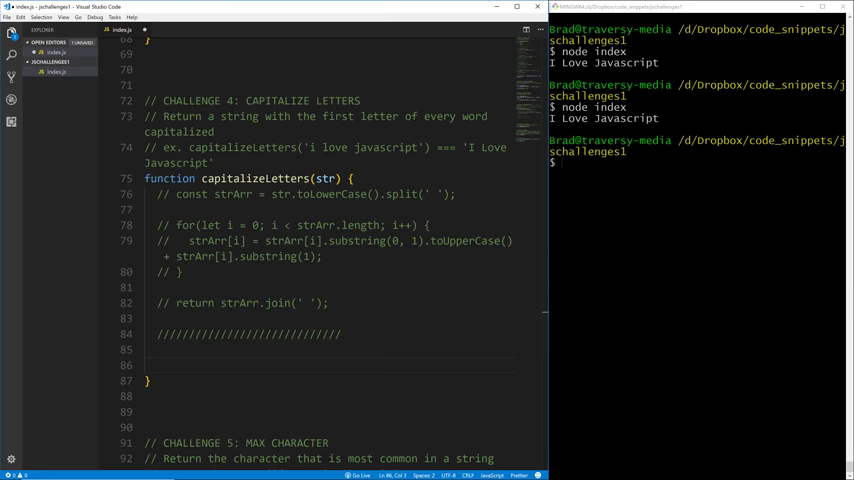 index.js - jschallenges1 - Visual Studio Code
File Edit Selection View Go Debug Tasks Help
EXPLORER
OPEN EDITORS 1 UNSAVED
index.js
JSCHALLENGES1
index.js
index.js
68 }
69
70
71
72 // CHALLENGE 4: CAPITALIZE LETTERS
73 // Return a string with the first letter of every word
capitalized
74 // ex. capitalizeLetters('i love javascript') === 'I Love
Javascript'
75 function capitalizeLetters(str) {
76 // const strArr = str.toLowerCase().split(' ');
77
78 // for(let i = 0; i < strArr.length; i++) {
79 //   strArr[i] = strArr[i].substring(0, 1).toUpperCase()
+ strArr[i].substring(1);
80 // }
81
82 // return strArr.join(' ');
83
84 /////////////////////////////
85
86
87 }
88
89
90
91 // CHALLENGE 5: MAX CHARACTER
92 // Return the character that is most common in a string
0 0
Go Live Ln 86, Col 3 Spaces: 2 UTF-8 CRLF JavaScript Prettier
MINGW64:/d/Dropbox/code_snippets/jschallenges1
Brad@traversy-media /d/Dropbox/code_snippets/j
schallenges1
$ node index
I Love Javascript
Brad@traversy-media /d/Dropbox/code_snippets/j
schallenges1
$ node index
I Love Javascript
Brad@traversy-media /d/Dropbox/code_snippets/j
schallenges1
$